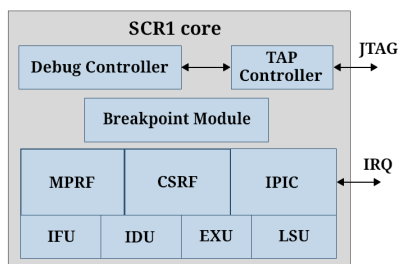 SCR1 core
Debug Controller
TAP
Controller
JTAG
Breakpoint Module
MPRF
CSRF
IPIC
IRQ
IFU
IDU
EXU
LSU